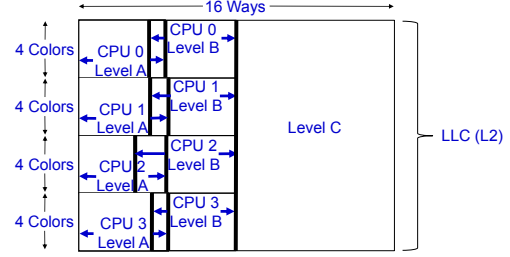 16 Ways
4 Colors
CPU 0
Level A
CPU 0
Level B
4 Colors
CPU 1
Level A
CPU 1
Level B
4 Colors
CPU 2
Level A
CPU 2
Level B
4 Colors
CPU 3
Level A
CPU 3
Level B
Level C
LLC (L2)